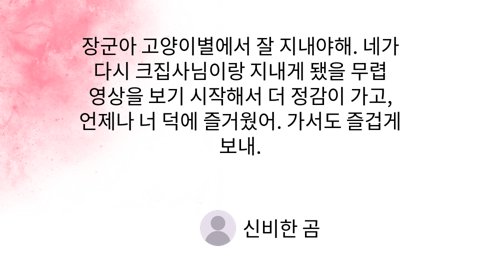 장군아 고양이별에서 잘 지내야해. 네가
다시 크집사님이랑 지내게 됐을 무렵
영상을 보기 시작해서 더 정감이 가고,
언제나 너 덕에 즐거웠어. 가서도 즐겁게
보내.
신비한 곰